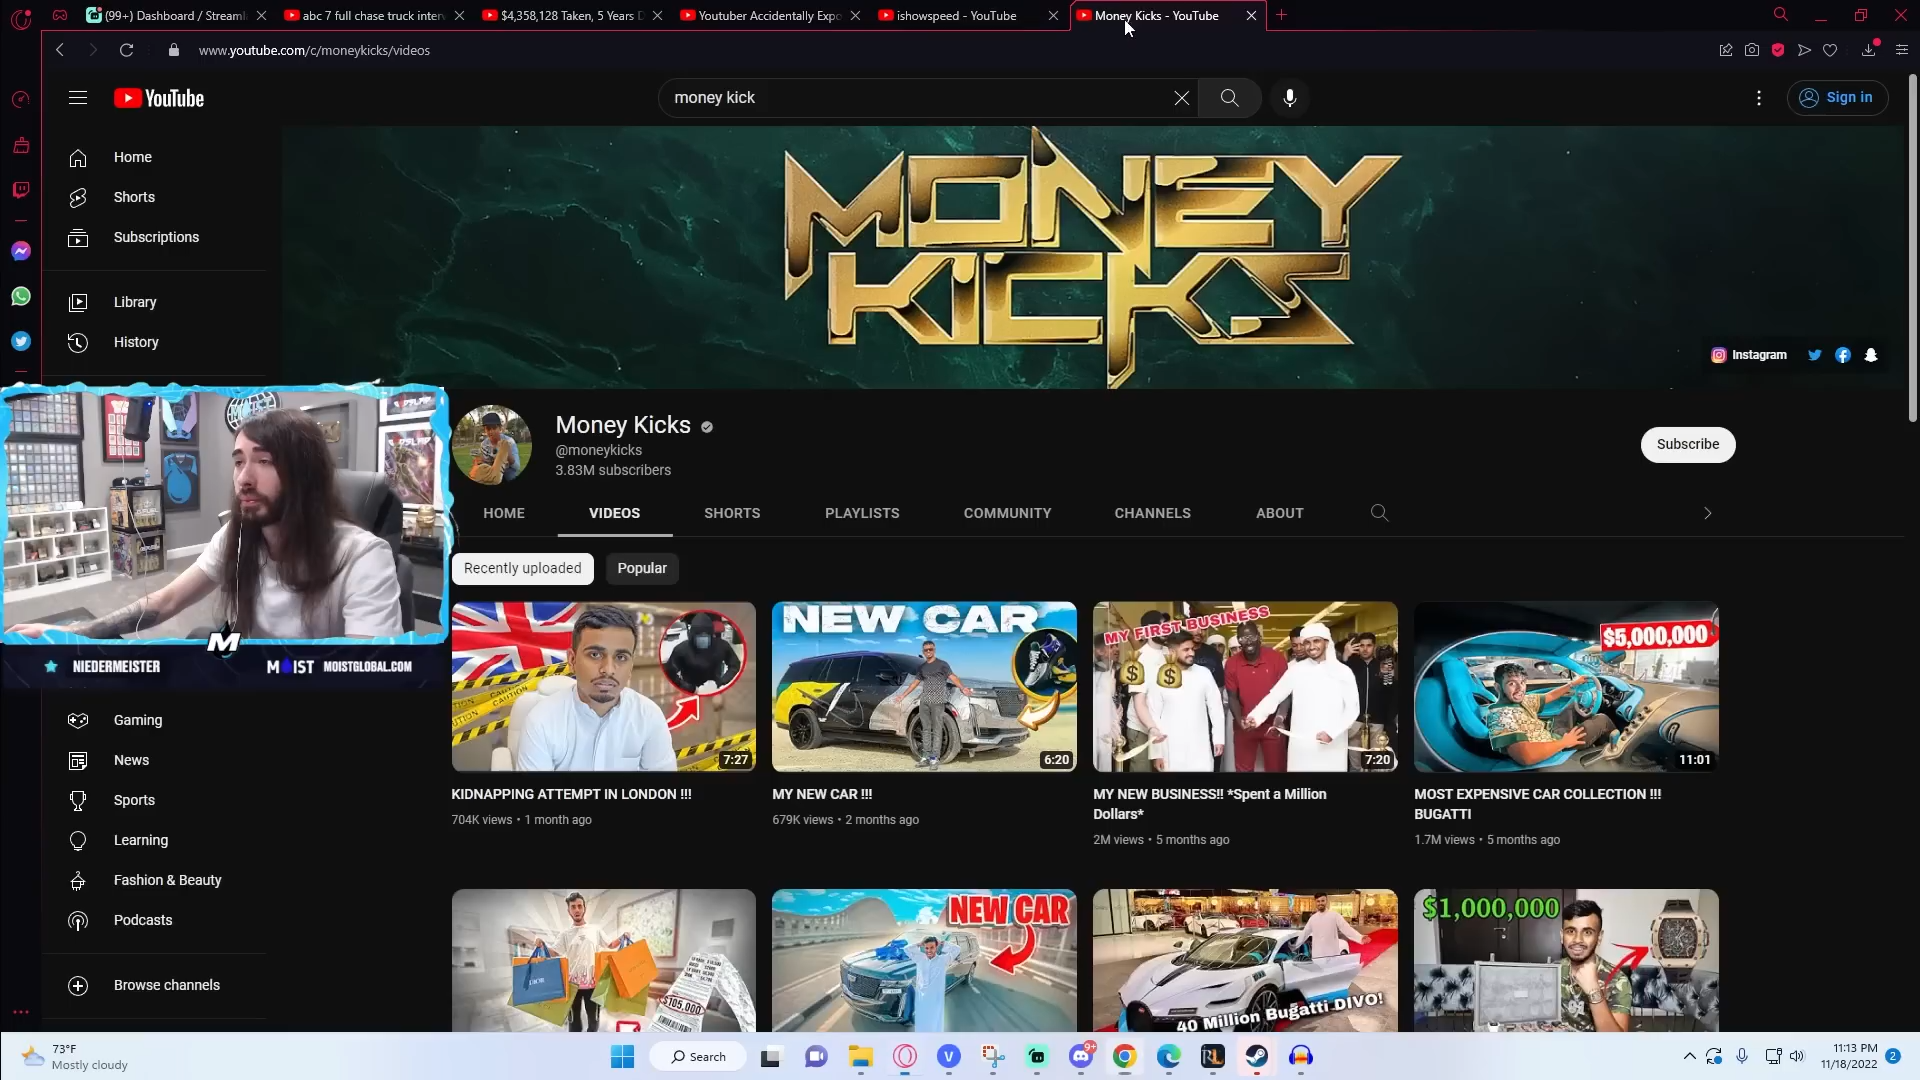 (99+) Dashboard / Streaml
abc 7 full chase truck interv
$4,358,128 Taken, 5 Years D
Youtuber Accidentally Expo
ishowspeed - YouTube
Money Kicks - YouTube
www.youtube.com/c/moneykicks/videos
YouTube
money kick
Sign in
Home
Shorts
Subscriptions
Library
History
MONEY
KICKS
Instagram
Money Kicks
@moneykicks
3.83M subscribers
Subscribe
HOME
VIDEOS
SHORTS
PLAYLISTS
COMMUNITY
CHANNELS
ABOUT
Recently uploaded
Popular
NIEDERMEISTER
MOIST
MOISTGLOBAL.COM
M
CAUTION
7:27
NEW CAR
6:20
MY FIRST BUSINESS
7:20
$5,000,000
11:01
KIDNAPPING ATTEMPT IN LONDON !!!
704K views • 1 month ago
MY NEW CAR !!!
679K views • 2 months ago
MY NEW BUSINESS!! *Spent a Million
Dollars*
2M views • 5 months ago
MOST EXPENSIVE CAR COLLECTION !!!
BUGATTI
1.7M views • 5 months ago
Gaming
News
Sports
Learning
Fashion & Beauty
Podcasts
Browse channels
DIOR
$105,000
NEW CAR
40 Million Bugatti DIVO!
$1,000,000
73°F
Mostly cloudy
Search
9+
11:13 PM
11/18/2022
2